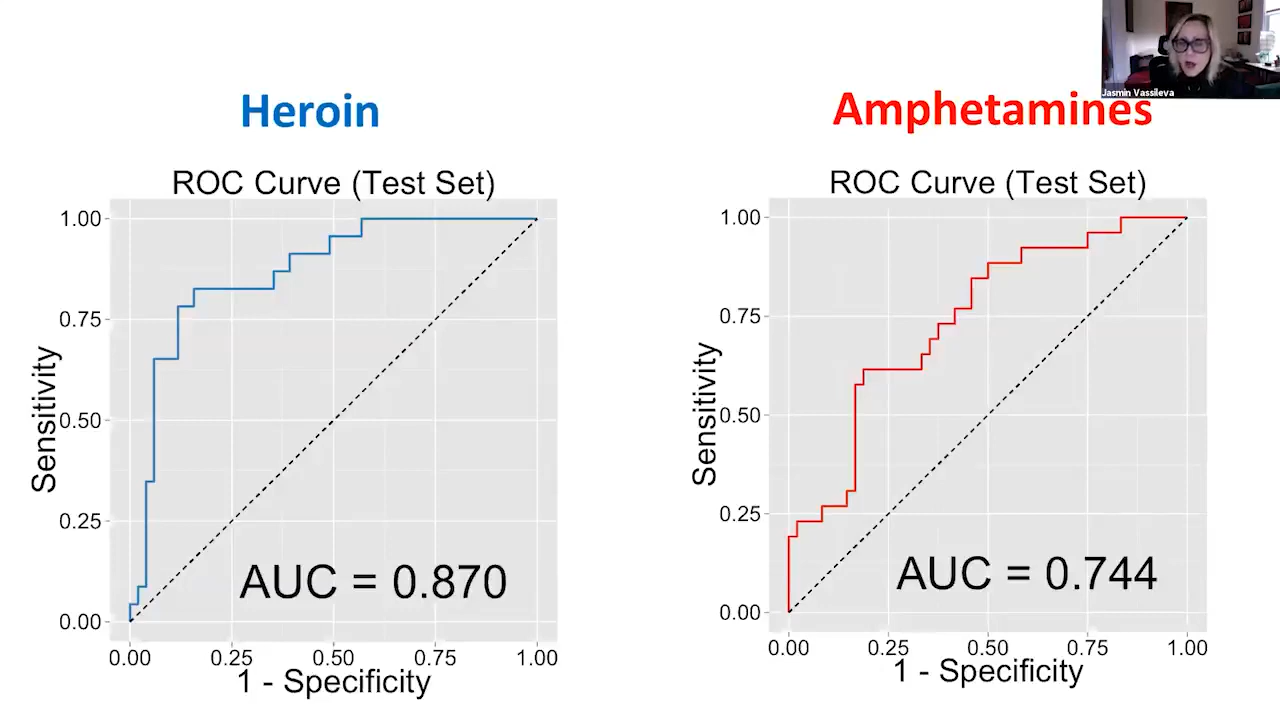 Jasmin Vassileva
Heroin
ROC Curve (Test Set)
Sensitivity
1.00
0.75
0.50
0.25
0.00
AUC = 0.870
0.00 0.25 0.50 0.75 1.00
1 - Specificity
Amphetamines
ROC Curve (Test Set)
Sensitivity
1.00
0.75
0.50
0.25
0.00
AUC = 0.744
0.00 0.25 0.50 0.75 1.00
1 - Specificity